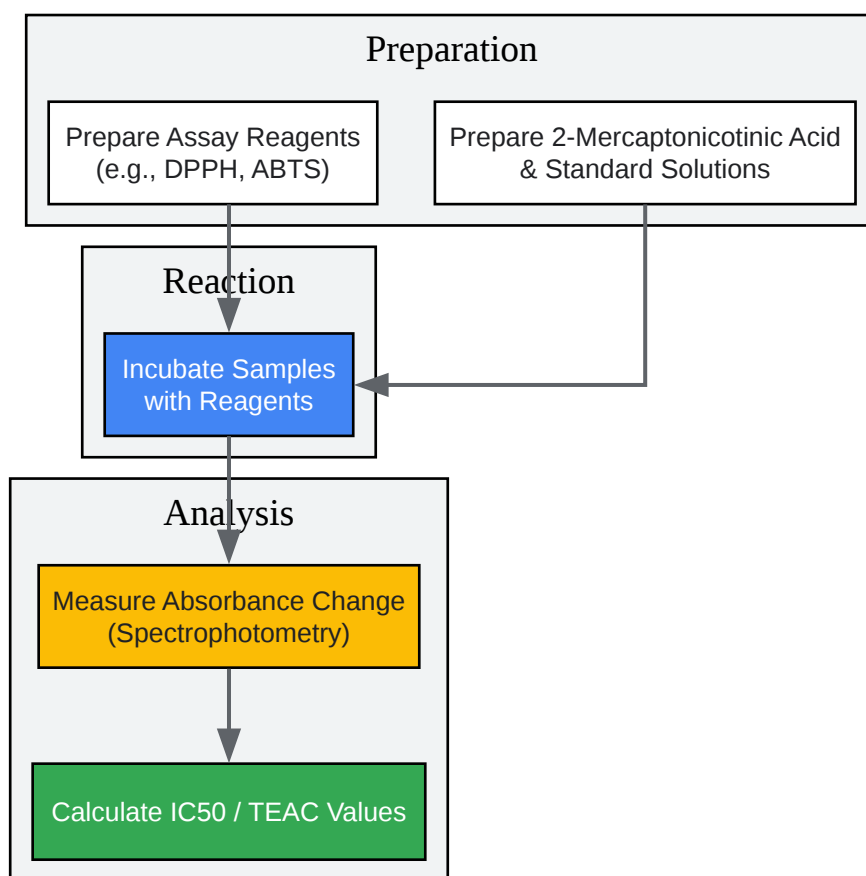 Preparation
Prepare Assay Reagents
(e.g., DPPH, ABTS)
Prepare 2-Mercaptonicotinic Acid
& Standard Solutions
Reaction
Incubate Samples
with Reagents
Analysis
Measure Absorbance Change
(Spectrophotometry)
Calculate IC50 / TEAC Values